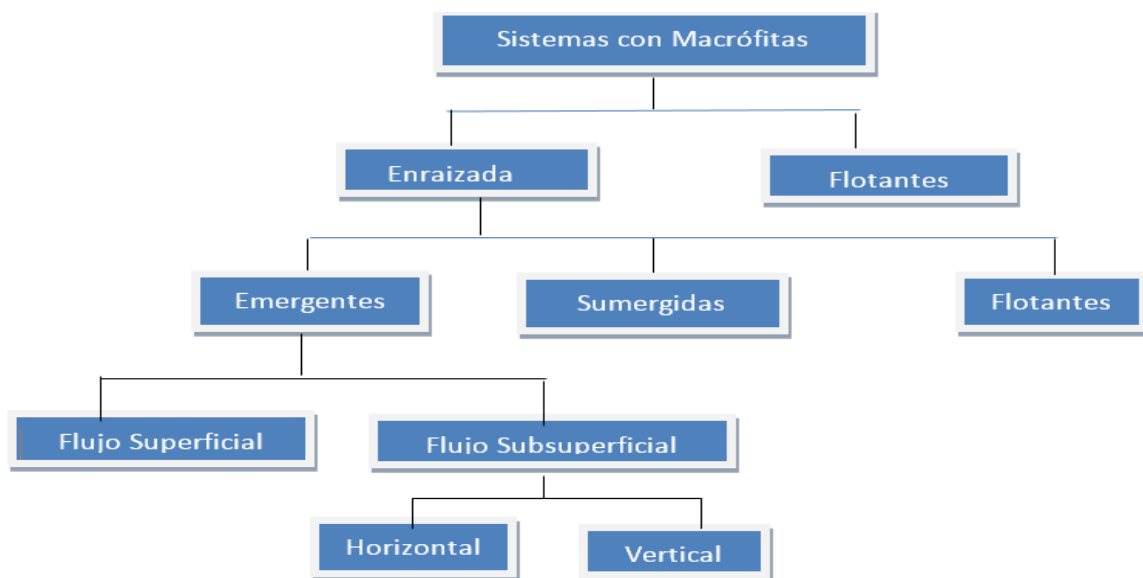 Sistemas con Macrófitas
Enraizada
Flotantes
Emergentes
Sumergidas
Flotantes
Flujo Superficial
Flujo Subsuperficial
Horizontal
Vertical